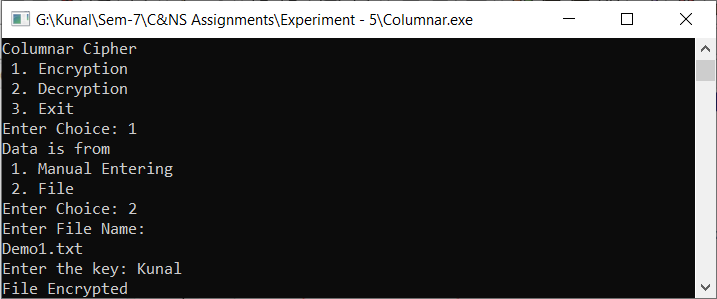 G:\Kunal\Sem-7\C&NS Assignments\Experiment - 5\Columnar.exe
Columnar Cipher
1. Encryption
2. Decryption
3. Exit
Enter Choice: 1
Data is from
1. Manual Entering
2. File
Enter Choice: 2
Enter File Name:
Demo1.txt
Enter the key: Kunal
File Encrypted